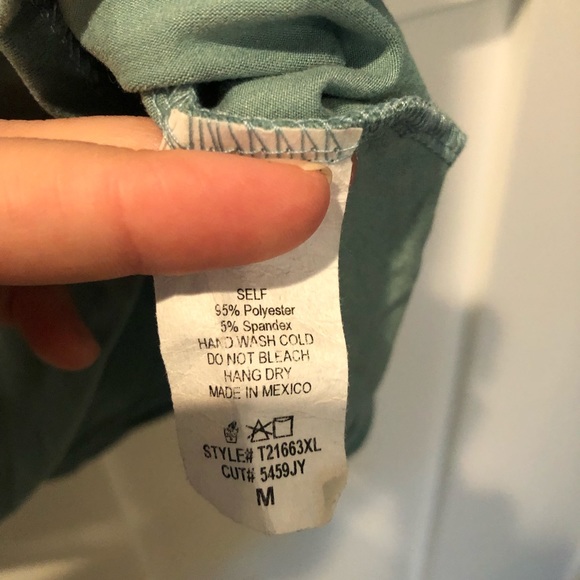 SELF
95% Polyester
5% Spandex
HAND WASH COLD
DO NOT BLEACH
HANG DRY
MADE IN MEXICO
STYLE# T21663XL
CUT# 5459JY
M